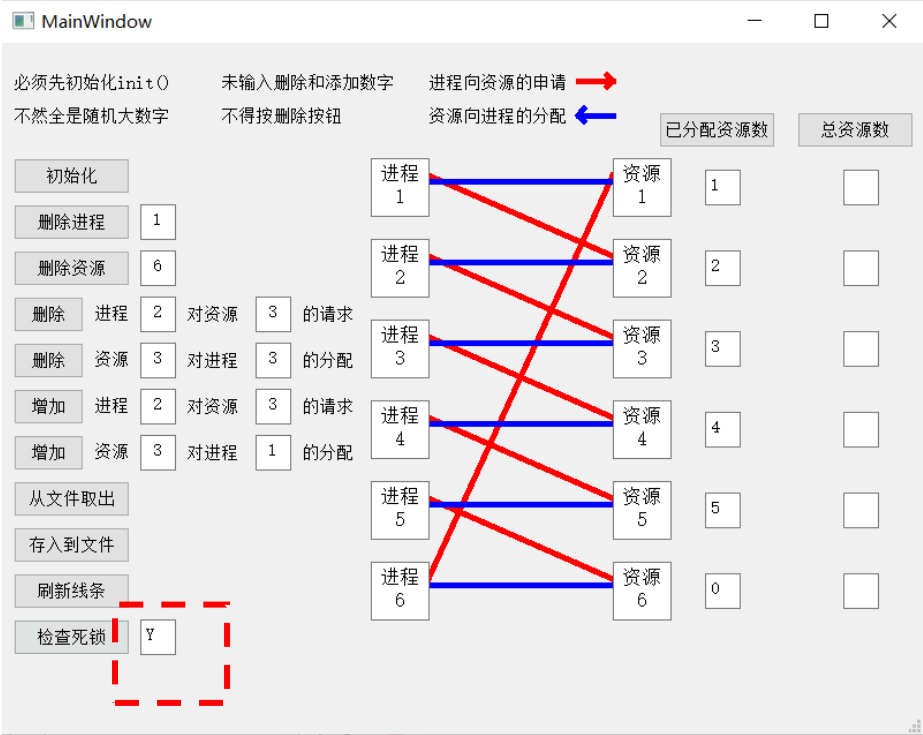 MainWindow
必须先初始化init() 未输入删除和添加数字 进程向资源的申请
不然全是随机大数字 不得按删除按钮 资源向进程的分配
已分配资源数 总资源数
初始化 进程1 资源1 1
删除进程 1
删除资源 6 进程2 资源2 2
删除 进程 2 对资源 3 的请求
删除 资源 3 对进程 3 的分配 进程3 资源3 3
增加 进程 2 对资源 3 的请求
增加 资源 3 对进程 1 的分配 进程4 资源4 4
从文件取出 进程5 资源5 5
存入到文件
刷新线条 进程6 资源6 0
检查死锁 Y